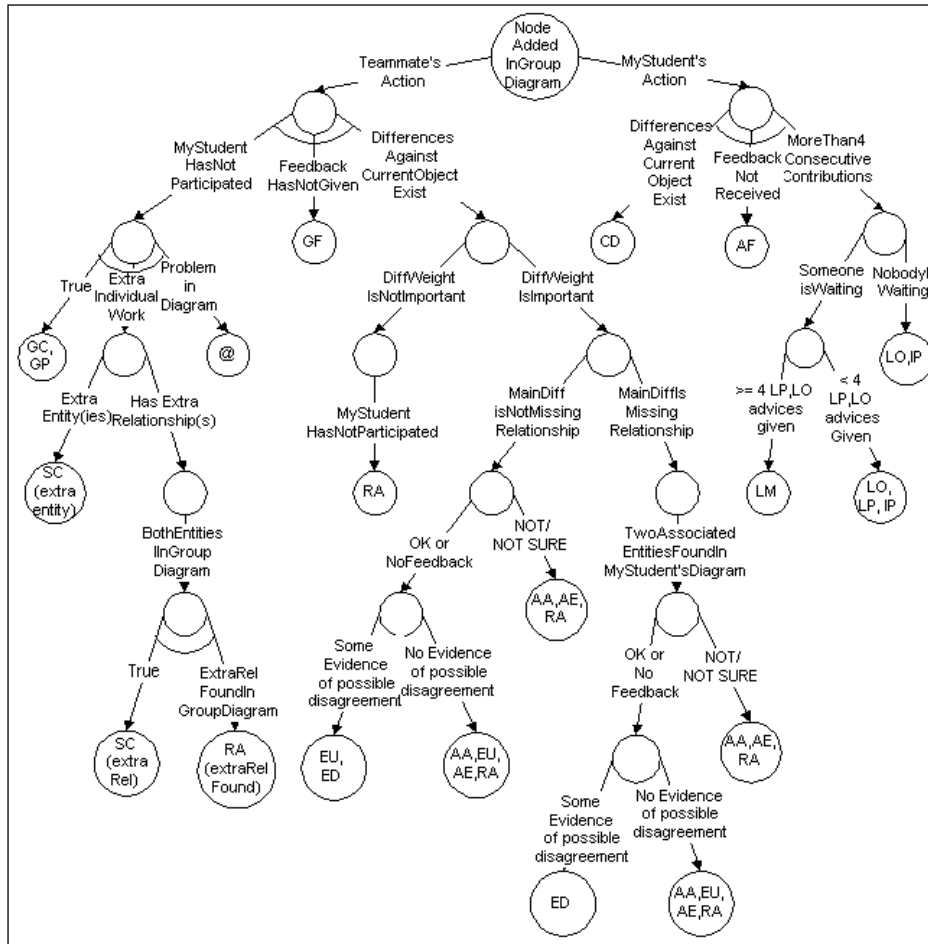 Node
Added
InGroup
Diagram
Teammate's
Action
MyStudent's
Action
MyStudent
HasNot
Participated
Feedback
HasNotGiven
Differences
Against
CurrentObject
Exist
Differences
Against
Current
Object
Exist
Feedback
Not
Received
MoreThan4
Consecutive
Contributions
GF
CD
AF
True
Extra
Individual
Work
Problem
in
Diagram
DiffWeight
IsNotImportant
DiffWeight
IsImportant
Someone
isWaiting
NobodyI
Waiting
GC,
GP
@
LO,IP
Extra
Entity(ies)
Has Extra
Relationship(s)
MyStudent
HasNotParticipated
MainDiff
isNotMissing
Relationship
MainDiffIs
Missing
Relationship
>= 4 LP,LO
advices
given
< 4
LP,LO
advices
Given
SC
(extra
entity)
RA
LM
LO,
LP, IP
BothEntities
InGroup
Diagram
OK or
NoFeedback
NOT/
NOT SURE
TwoAssociated
EntitiesFoundIn
MyStudent'sDiagram
AA,AE,
RA
True
ExtraRel
FoundIn
GroupDiagram
Some
Evidence
of possible
disagreement
No Evidence
of possible
disagreement
OK or
No
Feedback
NOT/
NOT SURE
SC
(extra
Rel)
RA
(extraRel
Found)
EU,
ED
AA,EU,
AE,RA
AA,AE,
RA
Some
Evidence
of possible
disagreement
No Evidence
of possible
disagreement
ED
AA,EU,
AE,RA